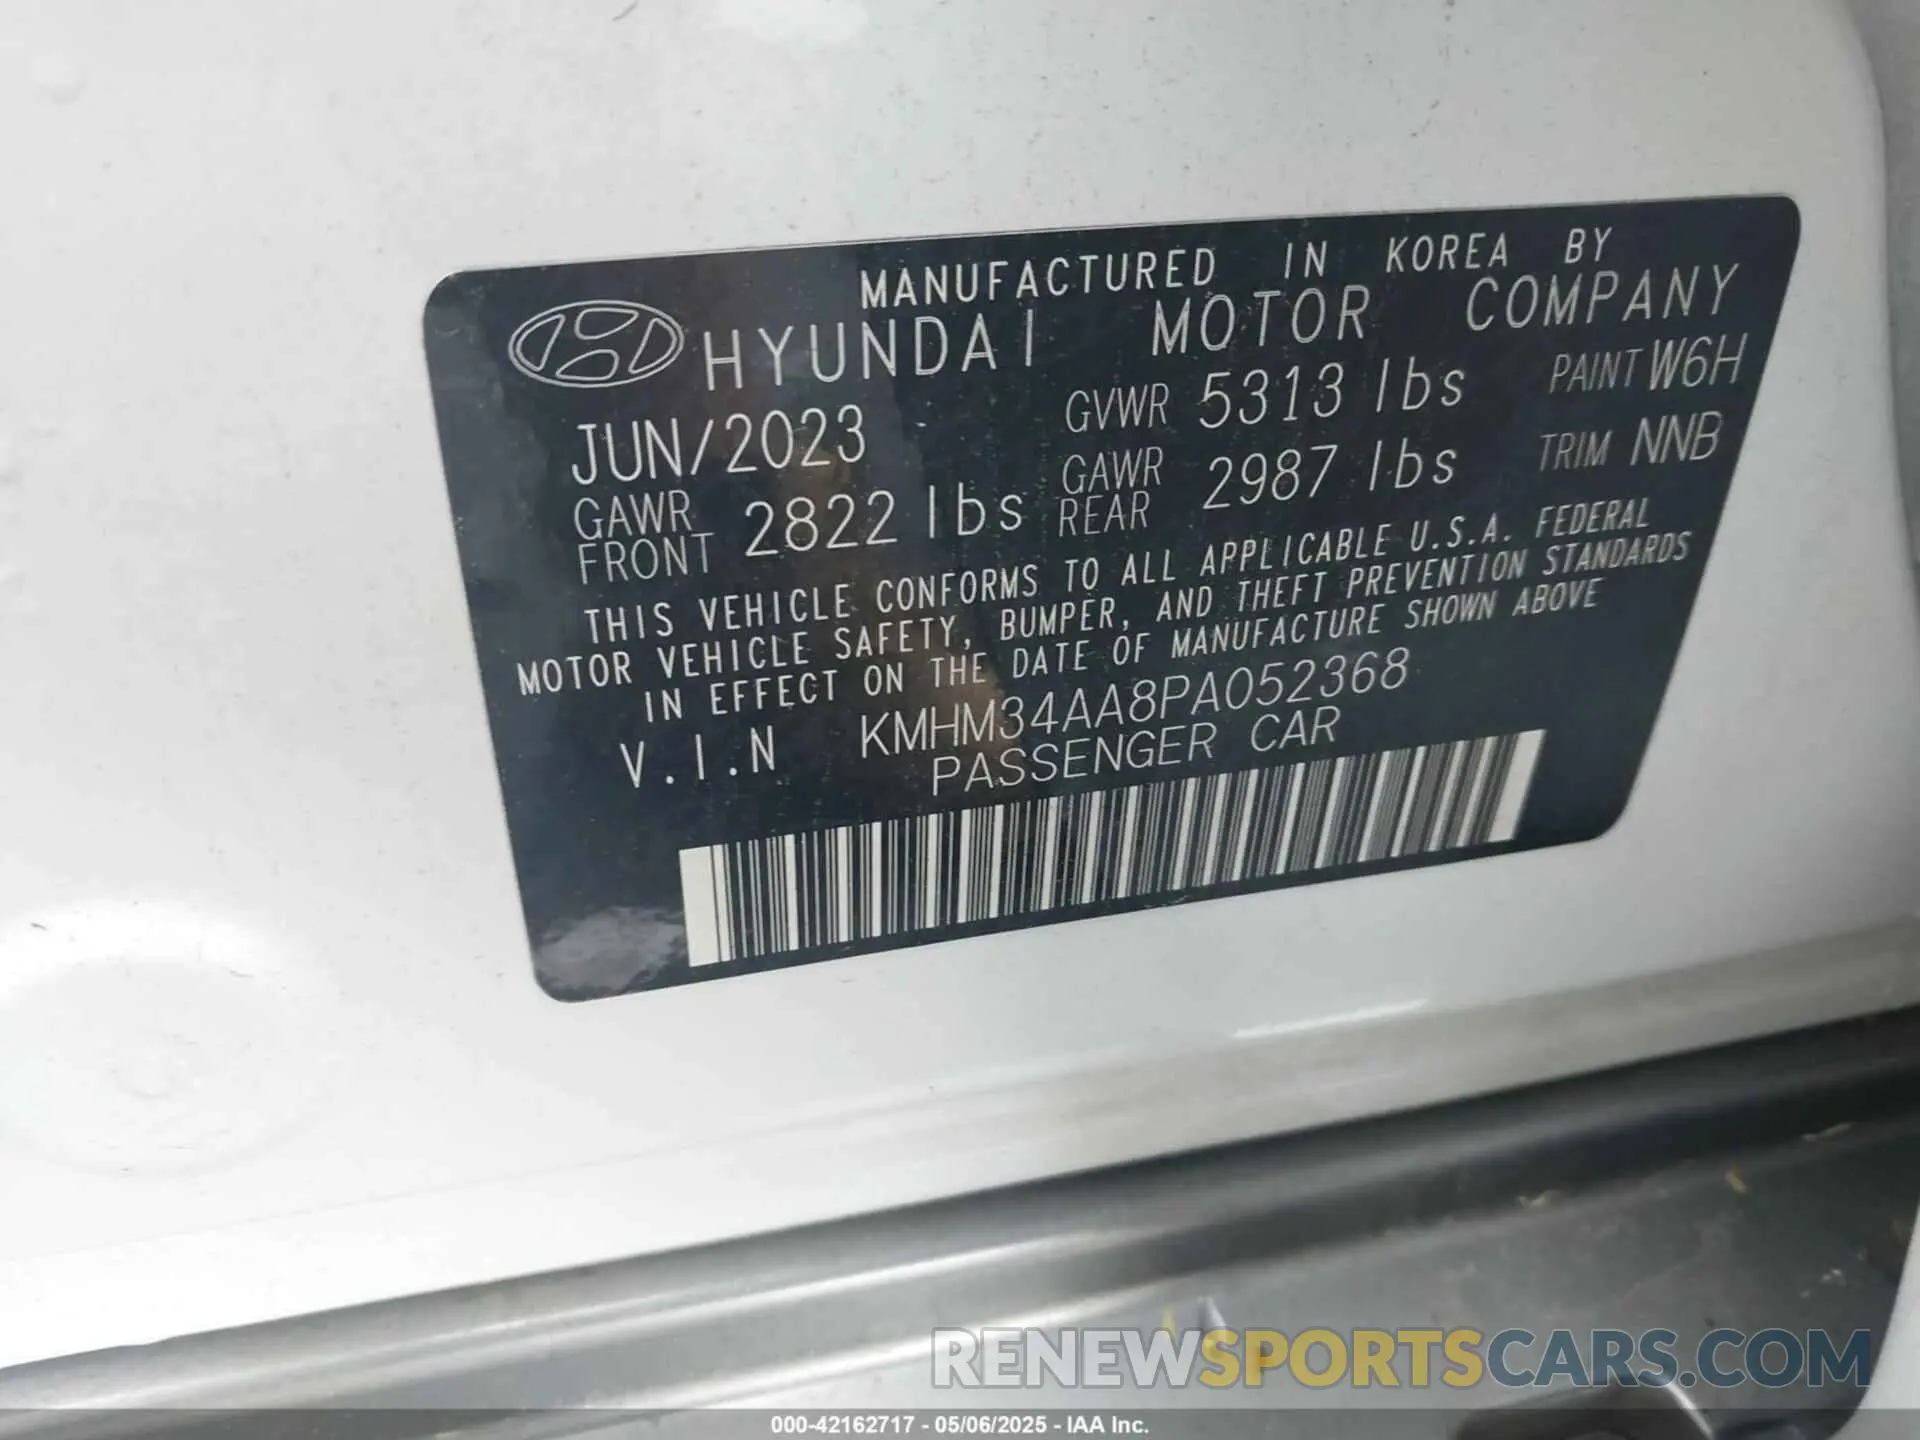 MANUFACTURED IN KOREA BY
HYUNDAI MOTOR COMPANY
JUN/2023 GVWR 5313 lbs PAINT W6H
GAWR FRONT 2822 lbs GAWR REAR 2987 lbs TRIM NNB
THIS VEHICLE CONFORMS TO ALL APPLICABLE U.S.A. FEDERAL
MOTOR VEHICLE SAFETY, BUMPER, AND THEFT PREVENTION STANDARDS
IN EFFECT ON THE DATE OF MANUFACTURE SHOWN ABOVE
V.I.N KMHM34AA8PA052368
PASSENGER CAR
RENEWSPORTSCARS.COM
000-42162717 - 05/06/2025 - IAA Inc.